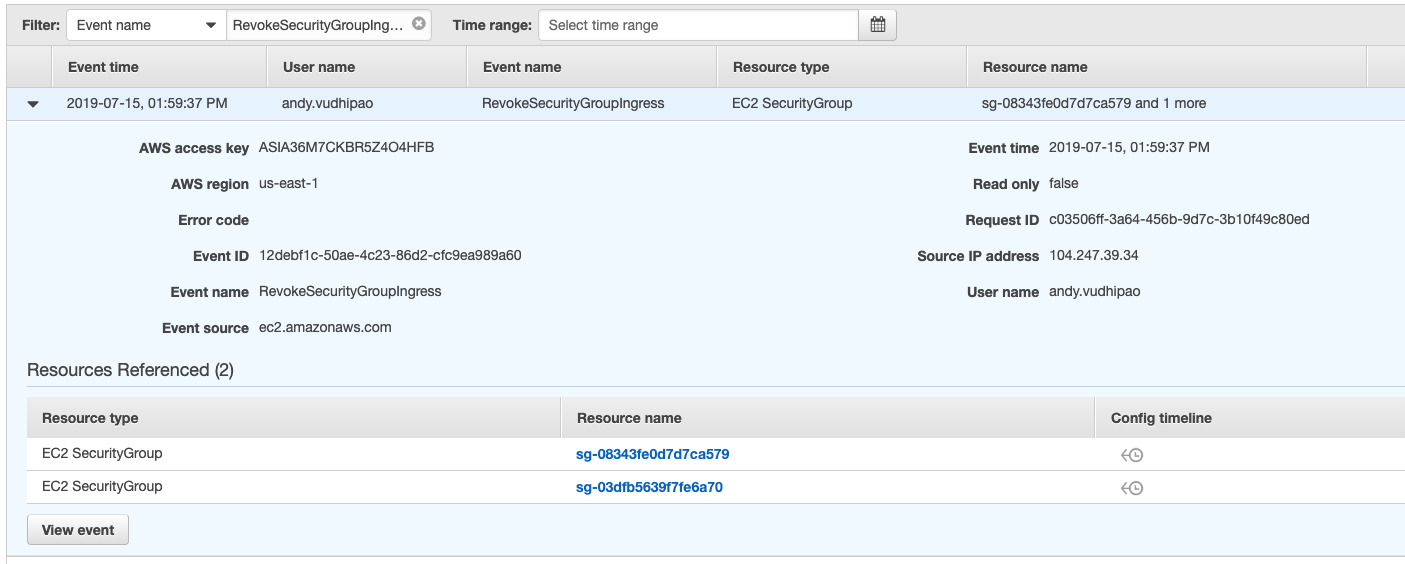 Filter: Event name RevokeSecurityGroupIng... Time range: Select time range
Event time User name Event name Resource type Resource name
2019-07-15, 01:59:37 PM andy.vudhipao RevokeSecurityGroupIngress EC2 SecurityGroup sg-08343fe0d7d7ca579 and 1 more
AWS access key ASIA36M7CKBR5Z4O4HFB Event time 2019-07-15, 01:59:37 PM
AWS region us-east-1 Read only false
Error code Request ID c03506ff-3a64-456b-9d7c-3b10f49c80ed
Event ID 12debf1c-50ae-4c23-86d2-cfc9ea989a60 Source IP address 104.247.39.34
Event name RevokeSecurityGroupIngress User name andy.vudhipao
Event source ec2.amazonaws.com
Resources Referenced (2)
Resource type Resource name Config timeline
EC2 SecurityGroup sg-08343fe0d7d7ca579
EC2 SecurityGroup sg-03dfb5639f7fe6a70
View event